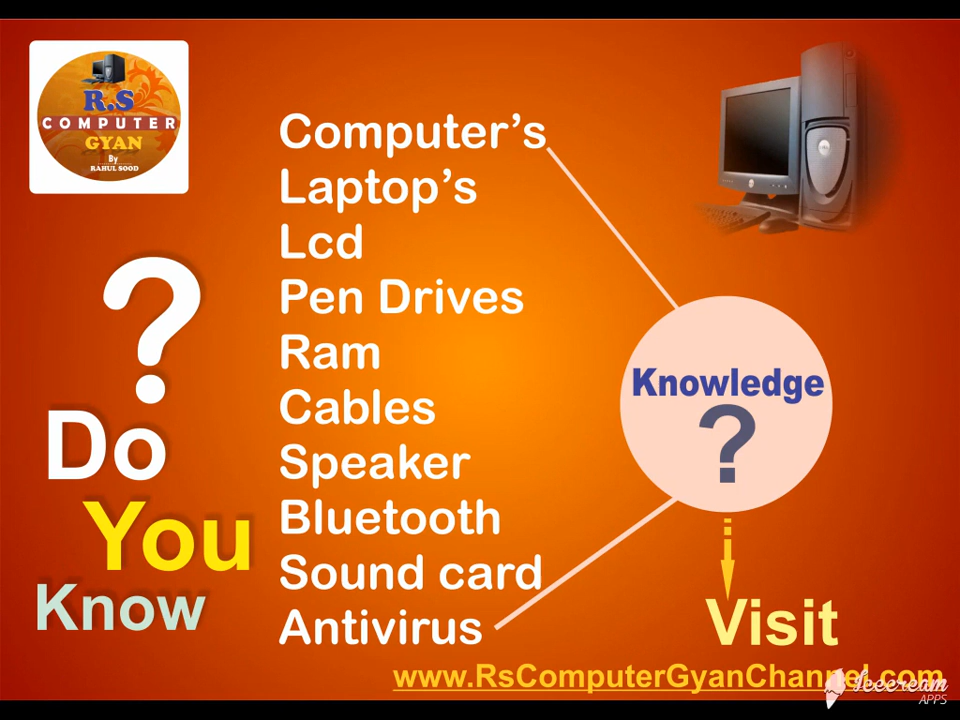 R.S
COMPUTER
GYAN
By
RAHUL SOOD
Computer’s
Laptop’s
Lcd
Pen Drives
Ram
Cables
Speaker
Bluetooth
Sound card
Antivirus
?
Do
You
Know
Knowledge
?
Visit
www.RsComputerGyanChannel.com
Icecream
APPS